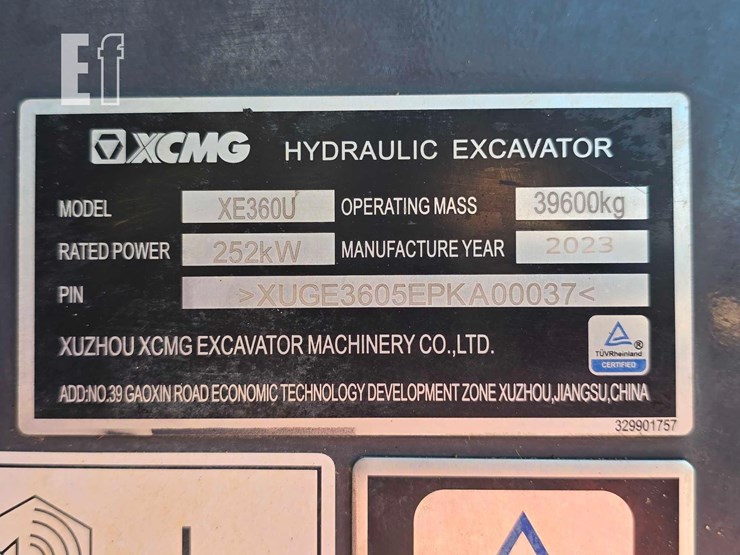 Ef
XCMG HYDRAULIC EXCAVATOR
MODEL XE360U OPERATING MASS 39600kg
RATED POWER 252kW MANUFACTURE YEAR 2023
PIN >XUGE3605EPKA00037<
XUZHOU XCMG EXCAVATOR MACHINERY CO.,LTD.
TÜVRheinland ®
CERTIFIED
ADD:NO.39 GAOXIN ROAD ECONOMIC TECHNOLOGY DEVELOPMENT ZONE XUZHOU,JIANGSU,CHINA
329901757